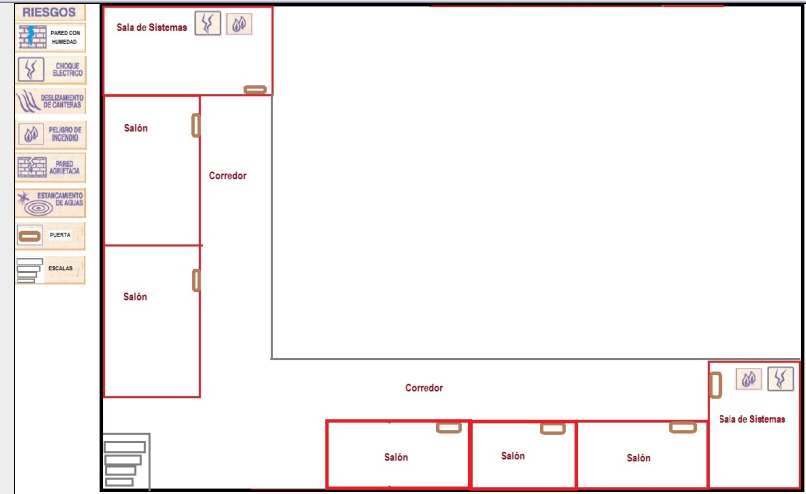 RIESGOS
PARED CON
HUMEDAD
CHOQUE
ELECTRICO
DESLIZAMIENTO
DE CANTERAS
PELIGRO DE
INCENDIO
PARED
AGRIETADA
ESTANCAMIENTO
DE AGUAS
PUERTA
ESCALAS
Sala de Sistemas
Salón
Corredor
Salón
Corredor
Sala de Sistemas
Salón
Salón
Salón